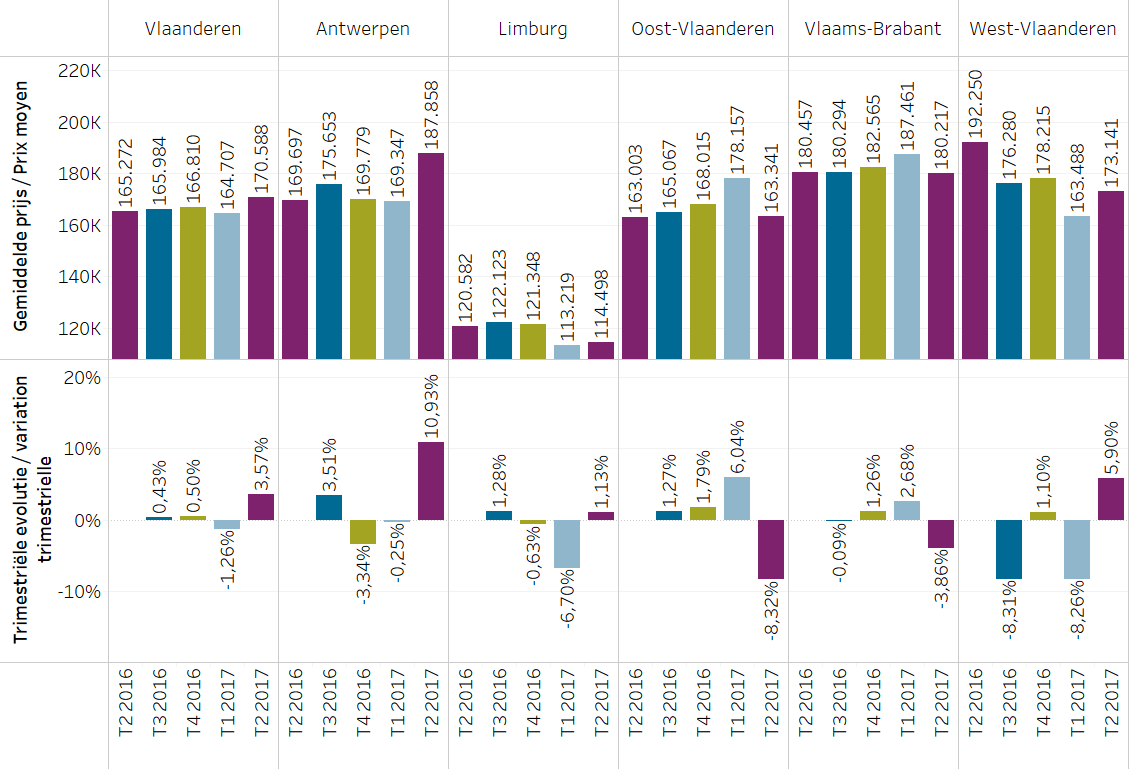 Vlaanderen Antwerpen Limburg Oost-Vlaanderen Vlaams-Brabant West-Vlaanderen
Gemiddelde prijs / Prix moyen
220K
200K
180K
160K
140K
120K
165.272 165.984 166.810 164.707 170.588
169.697 175.653 169.779 169.347 187.858
120.582 122.123 121.348 113.219 114.498
163.003 165.067 168.015 178.157 163.341
180.457 180.294 182.565 187.461 180.217
192.250 176.280 178.215 163.488 173.141
Trimestriële evolutie / variation
trimestrielle
20%
10%
0%
-10%
0,43% 0,50% -1,26% 3,57%
3,51% -3,34% -0,25% 10,93%
1,28% -0,63% -6,70% 1,13%
1,27% 1,79% 6,04% -8,32%
-0,09% 1,26% 2,68% -3,86%
-8,31% 1,10% -8,26% 5,90%
T2 2016 T3 2016 T4 2016 T1 2017 T2 2017
T2 2016 T3 2016 T4 2016 T1 2017 T2 2017
T2 2016 T3 2016 T4 2016 T1 2017 T2 2017
T2 2016 T3 2016 T4 2016 T1 2017 T2 2017
T2 2016 T3 2016 T4 2016 T1 2017 T2 2017
T2 2016 T3 2016 T4 2016 T1 2017 T2 2017